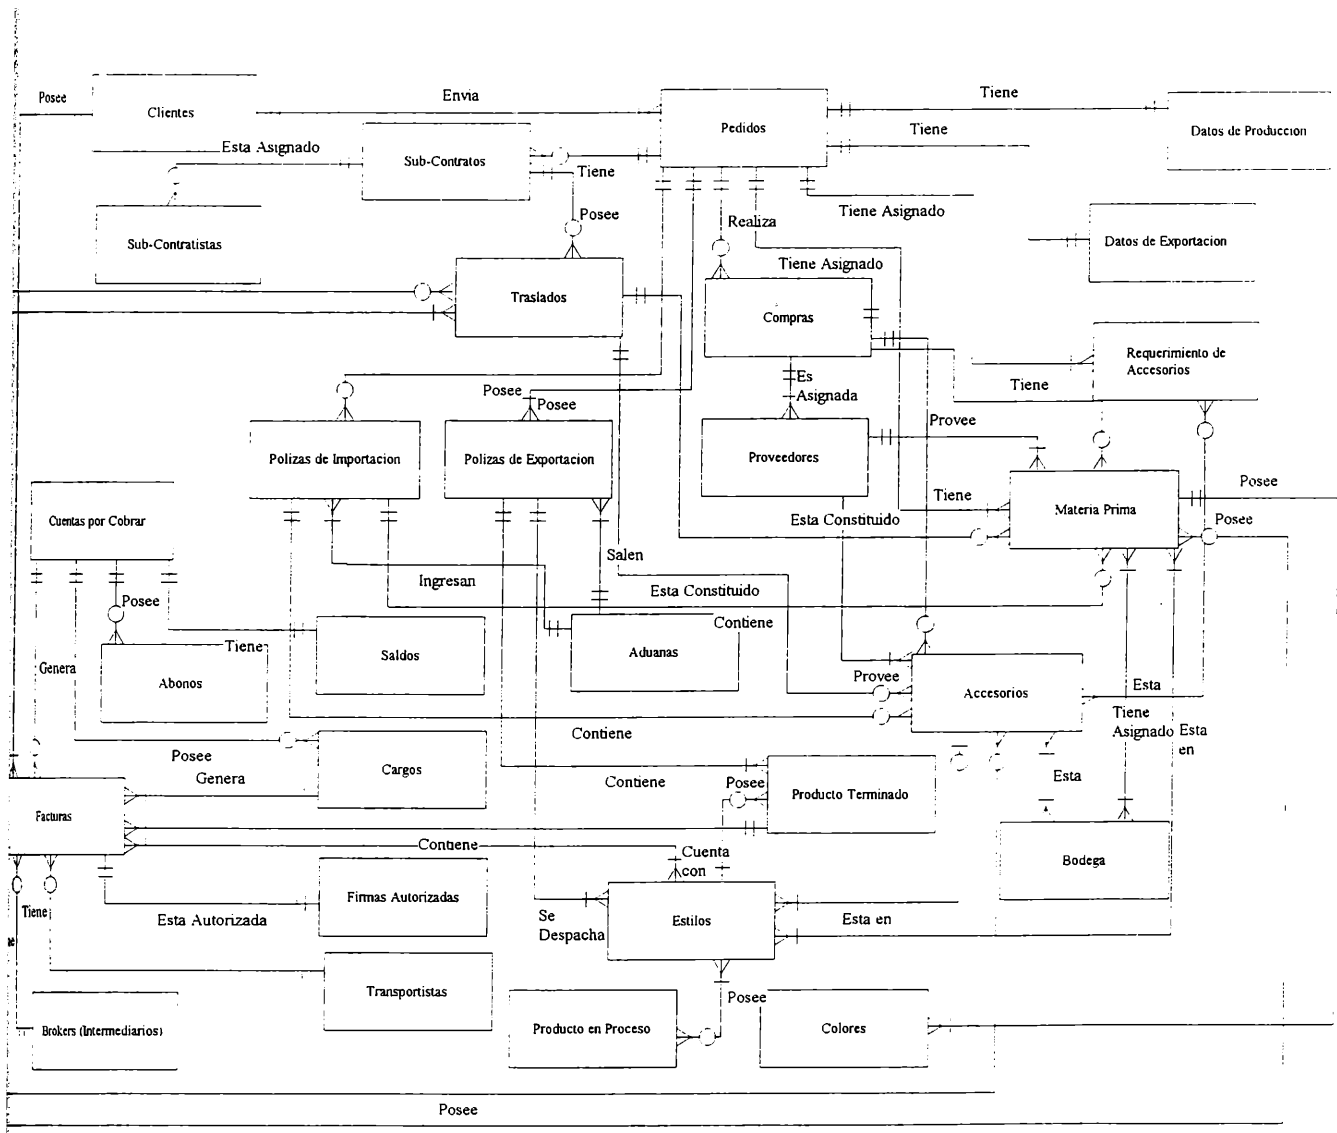 Posee
Clientes
Envia
Pedidos
Tiene
Tiene
Datos de Produccion
Esta Asignado
Sub-Contratos
Tiene
Tiene Asignado
Sub-Contratistas
Posee
Realiza
Datos de Exportacion
Traslados
Tiene Asignado
Compras
Requerimiento de
Accesorios
Tiene
Es
Asignada
Posee
Posee
Provee
Polizas de Importacion
Polizas de Exportacion
Proveedores
Cuentas por Cobrar
Tiene
Materia Prima
Posee
Esta Constituido
Posee
Salen
Ingresan
Esta Constituido
Posee
Contiene
Tiene
Saldos
Aduanas
Genera
Abonos
Provee
Accesorios
Esta
Tiene
Asignado
Esta
en
Contiene
Posee
Cargos
Genera
Contiene
Posee
Producto Terminado
Esta
Facturas
Contiene
Cuenta
con
Bodega
Tiene
Firmas Autorizadas
Esta Autorizada
Se
Despacha
Estilos
Esta en
Transportistas
Posee
Brokers (Intermediarios)
Producto en Proceso
Colores
Posee